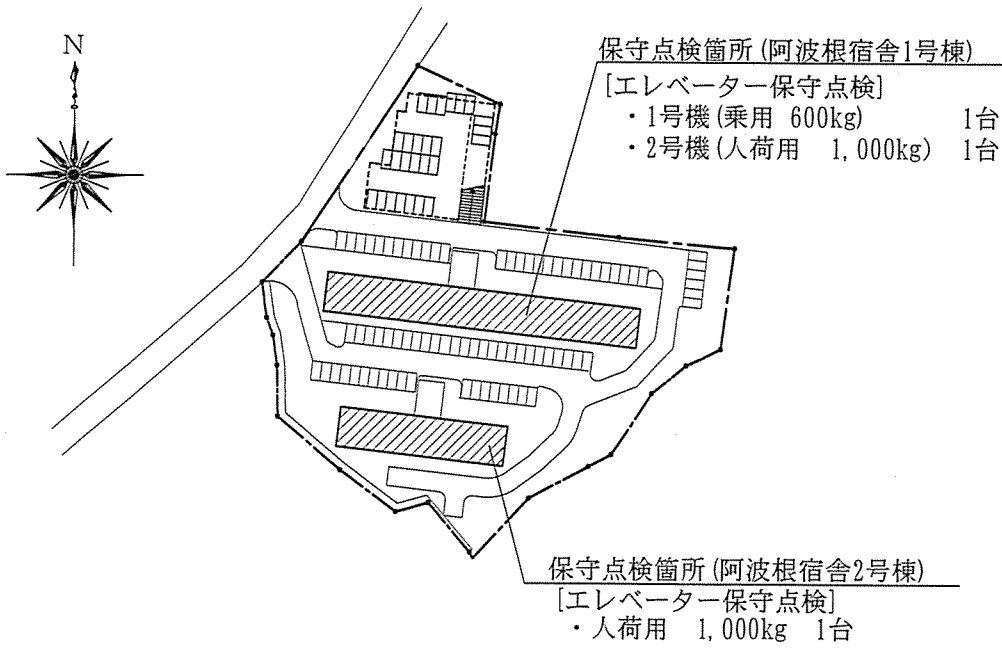 N
保守点検箇所(阿波根宿舎1号棟)
[エレベーター保守点検]
・1号機(乗用 600kg) 1台
・2号機(人荷用 1,000kg) 1台
保守点検箇所(阿波根宿舎2号棟)
[エレベーター保守点検]
・人荷用 1,000kg 1台